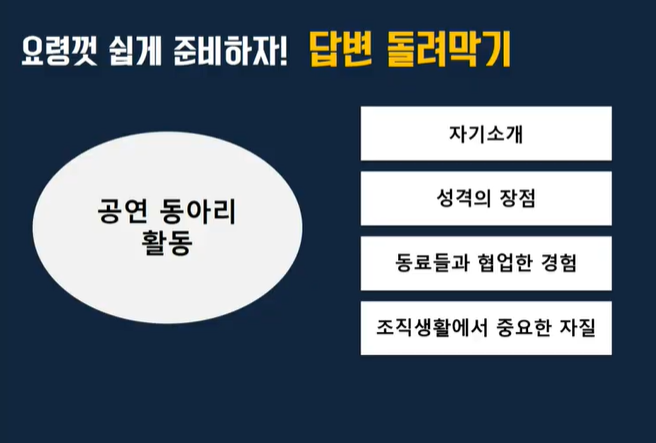 요령껏 쉽게 준비하자! 답변 돌려막기
공연 동아리
활동
자기소개
성격의 장점
동료들과 협업한 경험
조직생활에서 중요한 자질